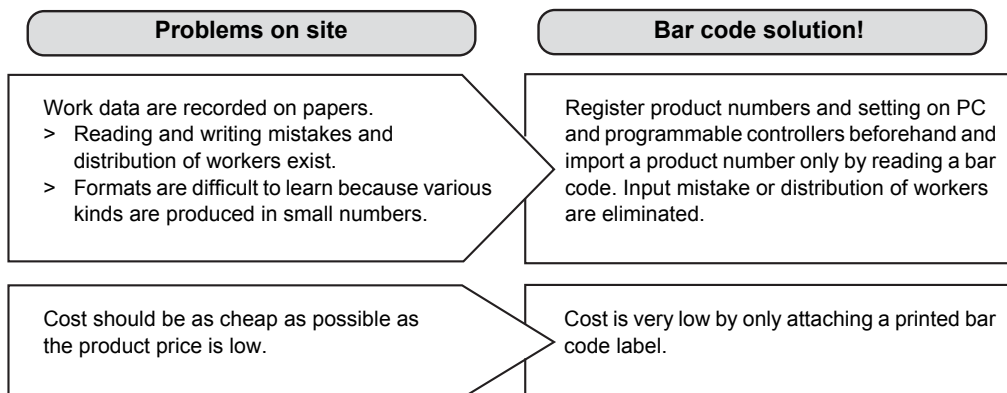 Problems on site
Bar code solution!
Work data are recorded on papers.
> Reading and writing mistakes and
distribution of workers exist.
> Formats are difficult to learn because various
kinds are produced in small numbers.
Register product numbers and setting on PC
and programmable controllers beforehand and
import a product number only by reading a bar
code. Input mistake or distribution of workers
are eliminated.
Cost should be as cheap as possible as
the product price is low.
Cost is very low by only attaching a printed bar
code label.